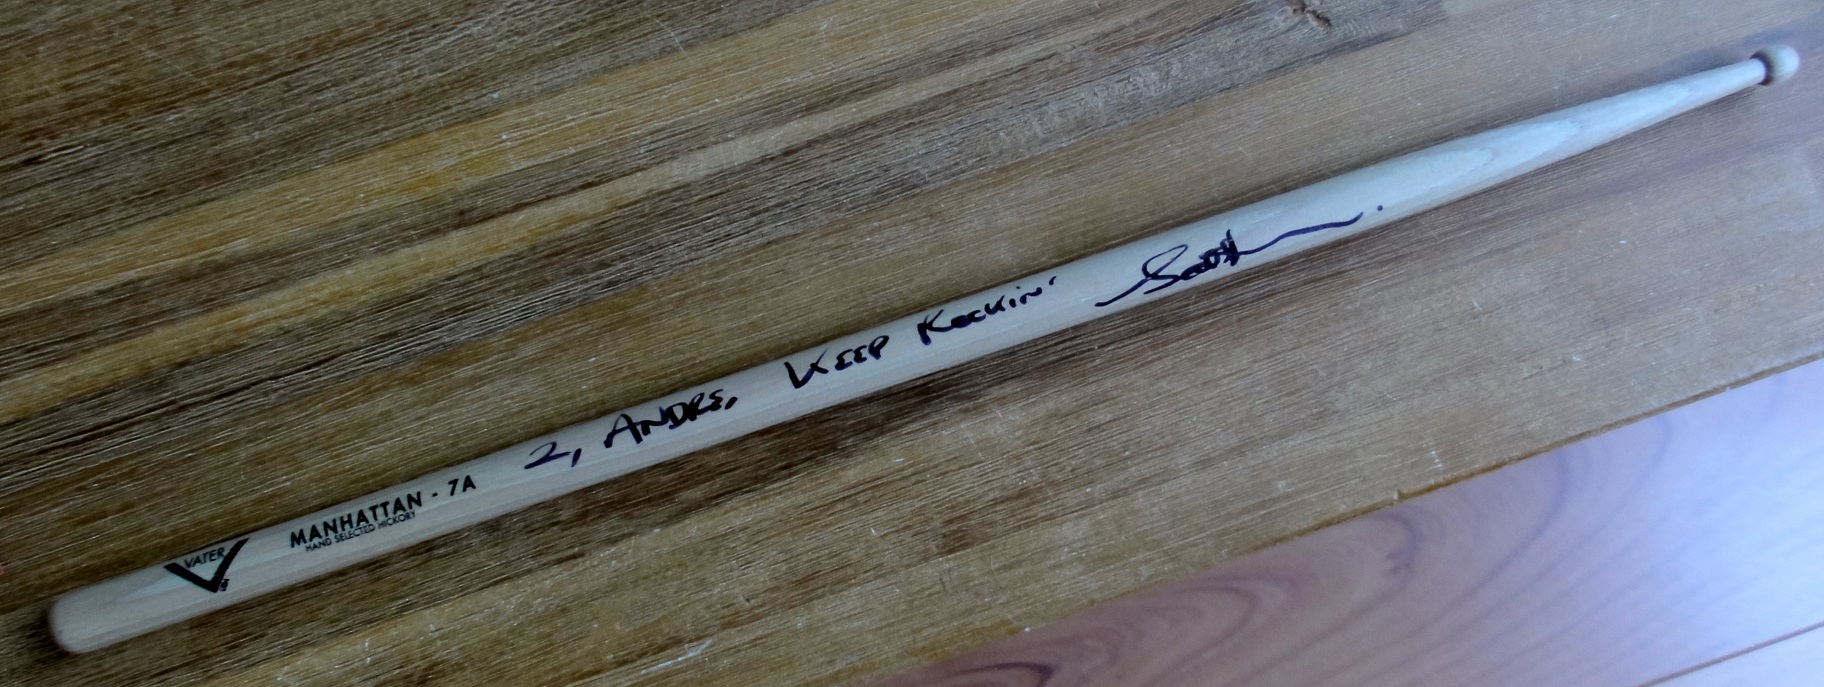 VATER
MANHATTAN - 7A
HAND SELECTED HICKORY
2, ANDRE, KEEP ROCKIN'